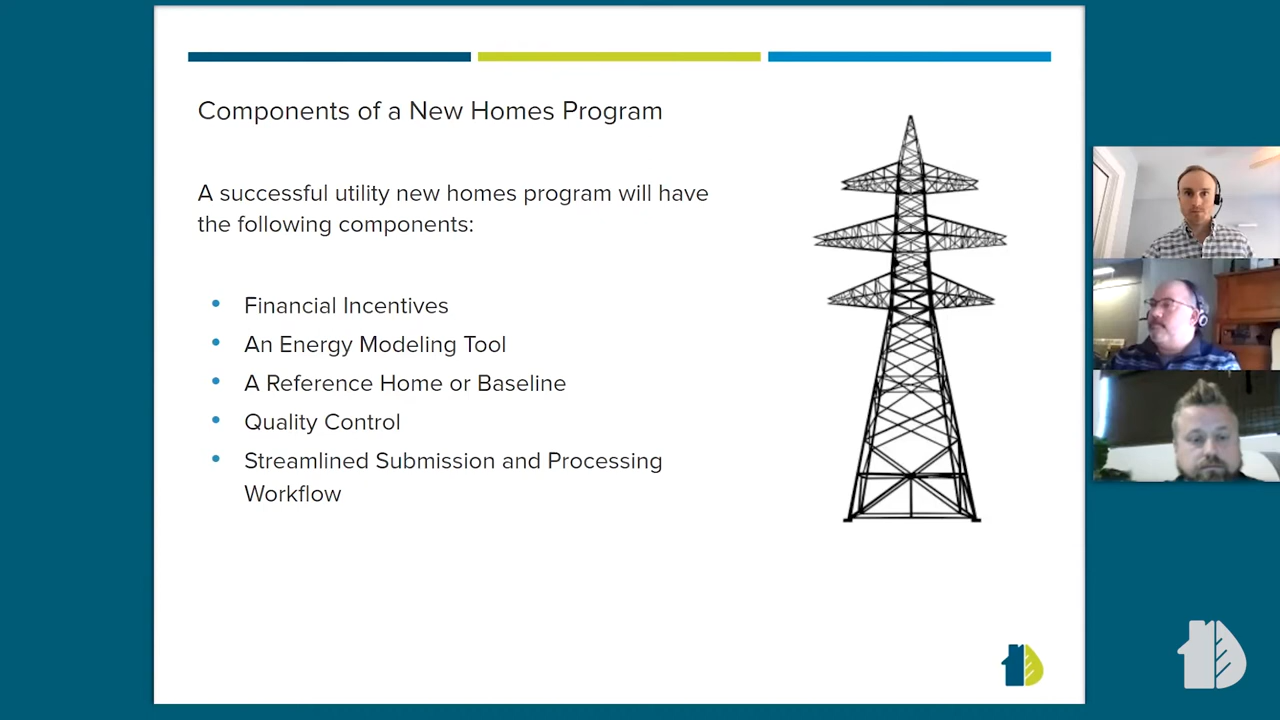 Components of a New Homes Program
A successful utility new homes program will have
the following components:
• Financial Incentives
• An Energy Modeling Tool
• A Reference Home or Baseline
• Quality Control
• Streamlined Submission and Processing
Workflow